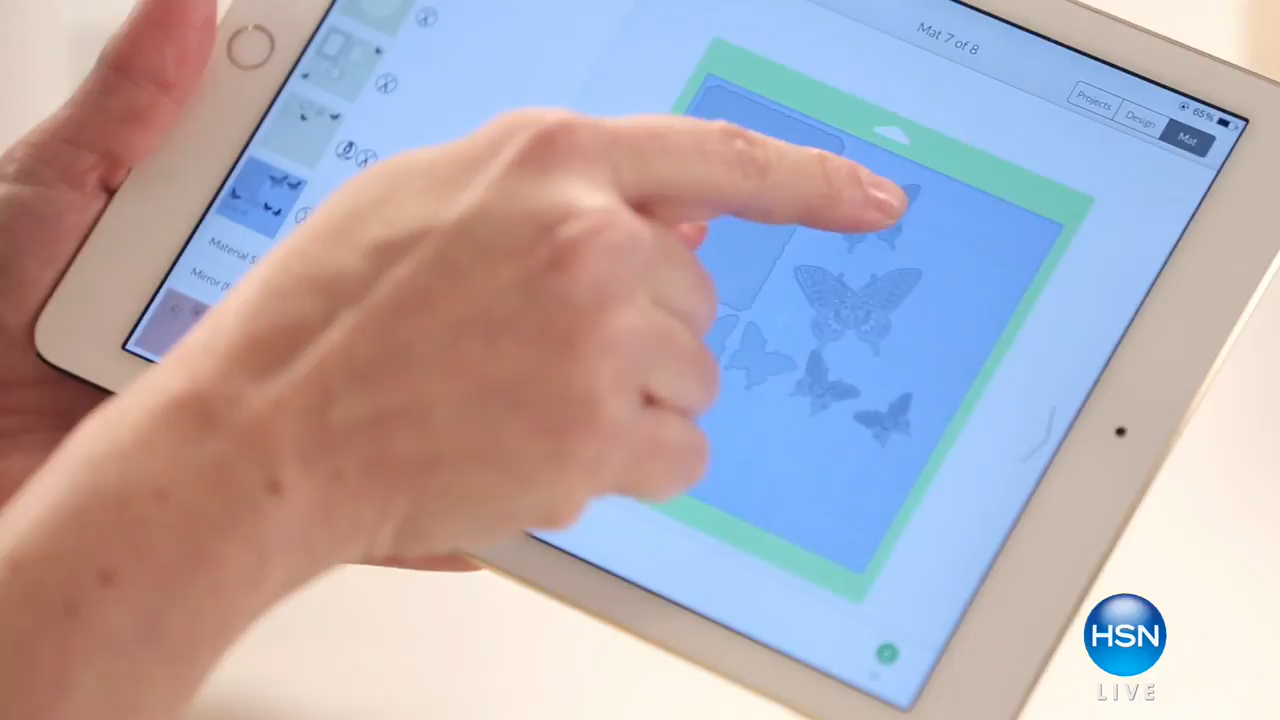 Mat 7 of 8
65%
Projects
Design
Mat
Material S
Mirror (f
HSN
LIVE